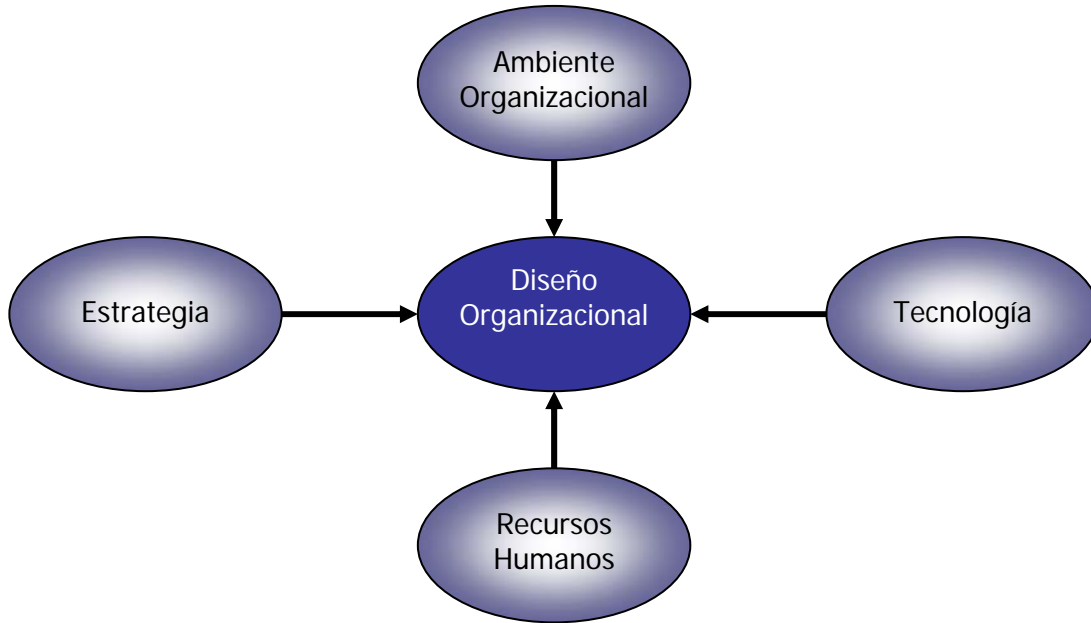 Ambiente
Organizacional
Estrategia
Diseño
Organizacional
Tecnología
Recursos
Humanos